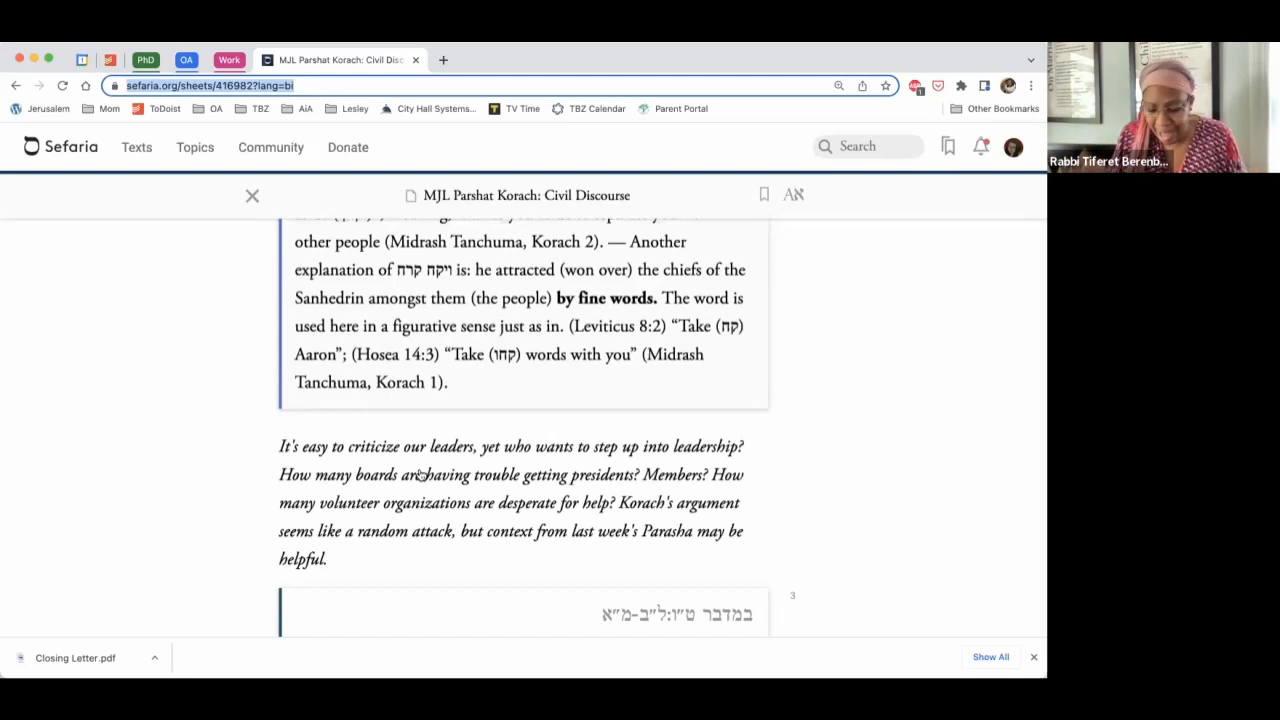 PhD
OA
Work
MJL Parshat Korach: Civil Disc
sefaria.org/sheets/416982?lang=bi
Jerusalem
Mom
ToDoist
OA
TBZ
AiA
Lesley
City Hall Systems...
TV Time
TBZ Calendar
Parent Portal
Other Bookmarks
Sefaria
Texts
Topics
Community
Donate
Search
MJL Parshat Korach: Civil Discourse
Aא
other people (Midrash Tanchuma, Korach 2). — Another
explanation of ויקח קרח is: he attracted (won over) the chiefs of the
Sanhedrin amongst them (the people) by fine words. The word is
used here in a figurative sense just as in. (Leviticus 8:2) “Take (קח)
Aaron”; (Hosea 14:3) “Take (קחו) words with you” (Midrash
Tanchuma, Korach 1).
It's easy to criticize our leaders, yet who wants to step up into leadership?
How many boards are having trouble getting presidents? Members? How
many volunteer organizations are desperate for help? Korach's argument
seems like a random attack, but context from last week's Parasha may be
helpful.
3
במדבר ט״ו:ל״ב-מ״א
Closing Letter.pdf
Show All
Rabbi Tiferet Berenb...